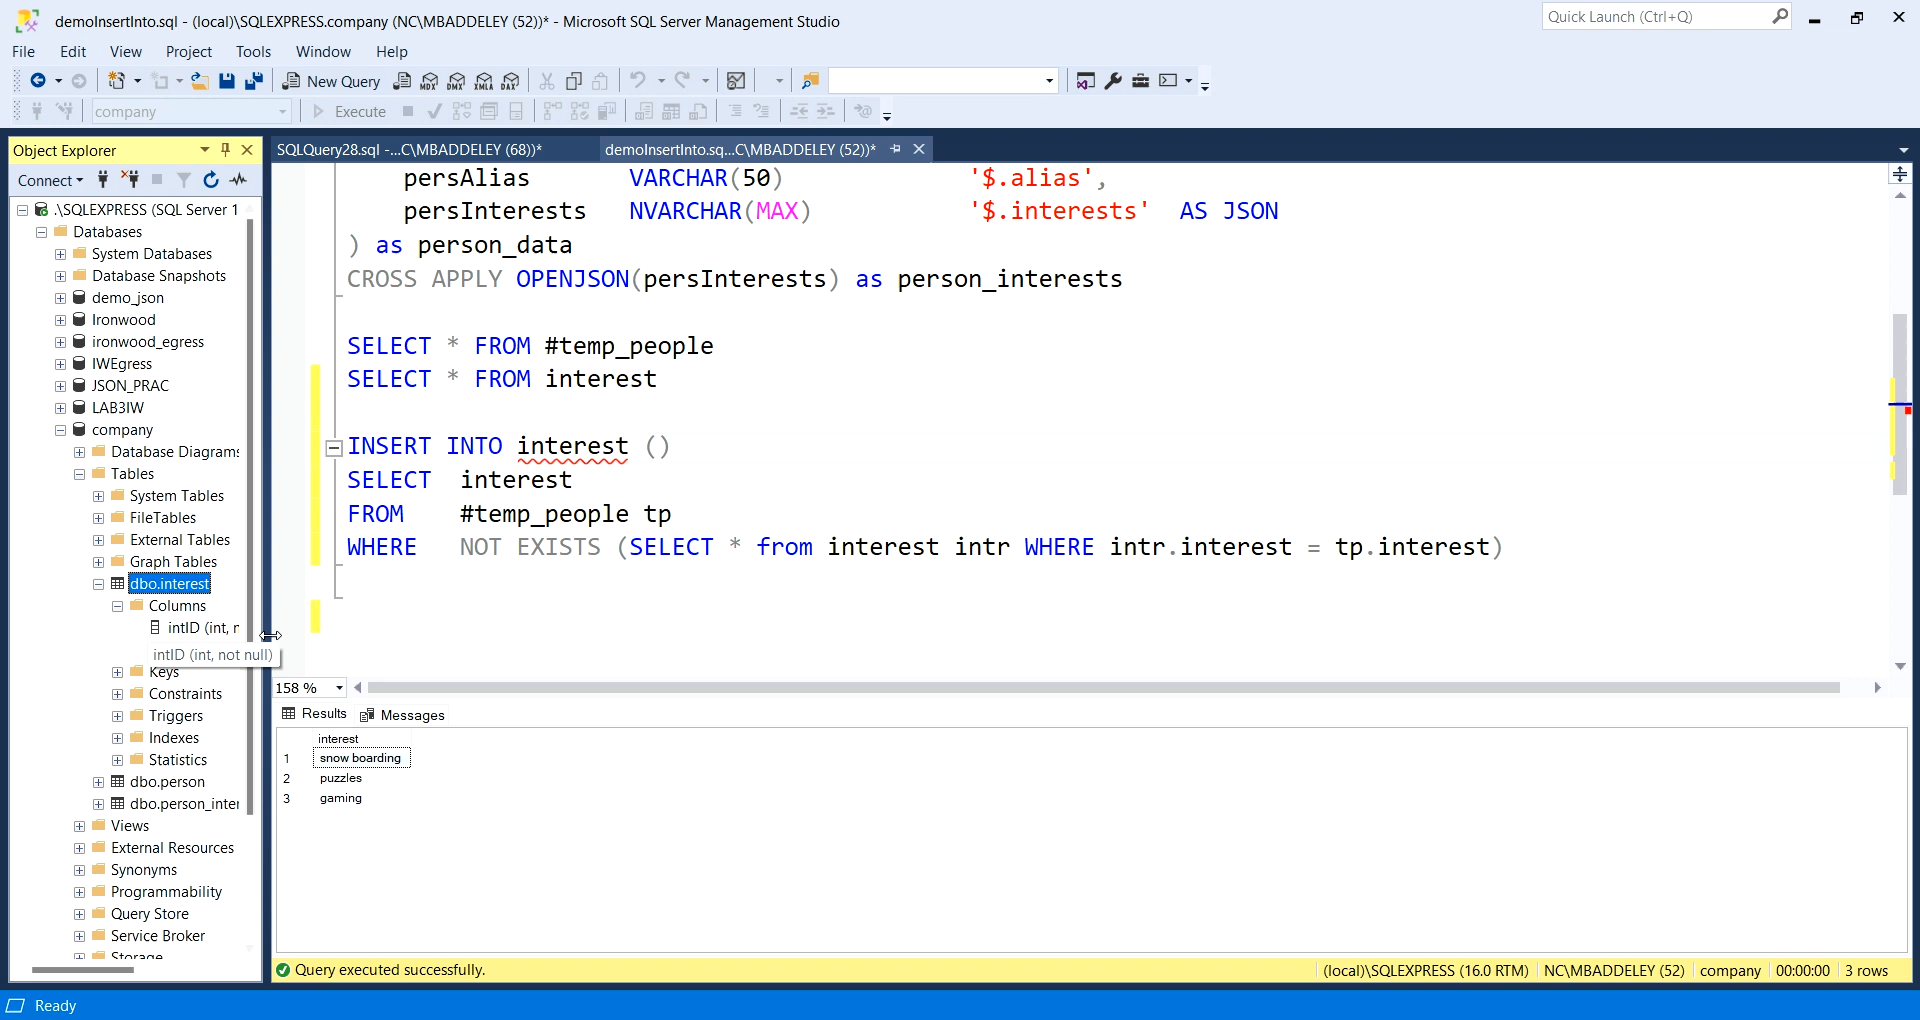 demoInsertInto.sql - (local)\SQLEXPRESS.company (NC\MBADDELEY (52))* - Microsoft SQL Server Management Studio
Quick Launch (Ctrl+Q)
File Edit View Project Tools Window Help
New Query MDX DMX XMLA DAX
company Execute
Object Explorer
SQLQuery28.sql -...C\MBADDELEY (68))* demoInsertInto.sq...C\MBADDELEY (52))*
Connect
.\SQLEXPRESS (SQL Server 1
Databases
System Databases
Database Snapshots
demo_json
Ironwood
ironwood_egress
IWEgress
JSON_PRAC
LAB3IW
company
Database Diagrams
Tables
System Tables
FileTables
External Tables
Graph Tables
dbo.interest
Columns
intID (int, n
intID (int, not null)
Keys
Constraints
Triggers
Indexes
Statistics
dbo.person
dbo.person_inter
Views
External Resources
Synonyms
Programmability
Query Store
Service Broker
Storage
persAlias VARCHAR(50) '$.alias',
persInterests NVARCHAR(MAX) '$.interests' AS JSON
) as person_data
CROSS APPLY OPENJSON(persInterests) as person_interests
SELECT * FROM #temp_people
SELECT * FROM interest
INSERT INTO interest ()
SELECT interest
FROM #temp_people tp
WHERE NOT EXISTS (SELECT * from interest intr WHERE intr.interest = tp.interest)
158 %
Results Messages
interest
1 snow boarding
2 puzzles
3 gaming
Query executed successfully. (local)\SQLEXPRESS (16.0 RTM) NC\MBADDELEY (52) company 00:00:00 3 rows
Ready